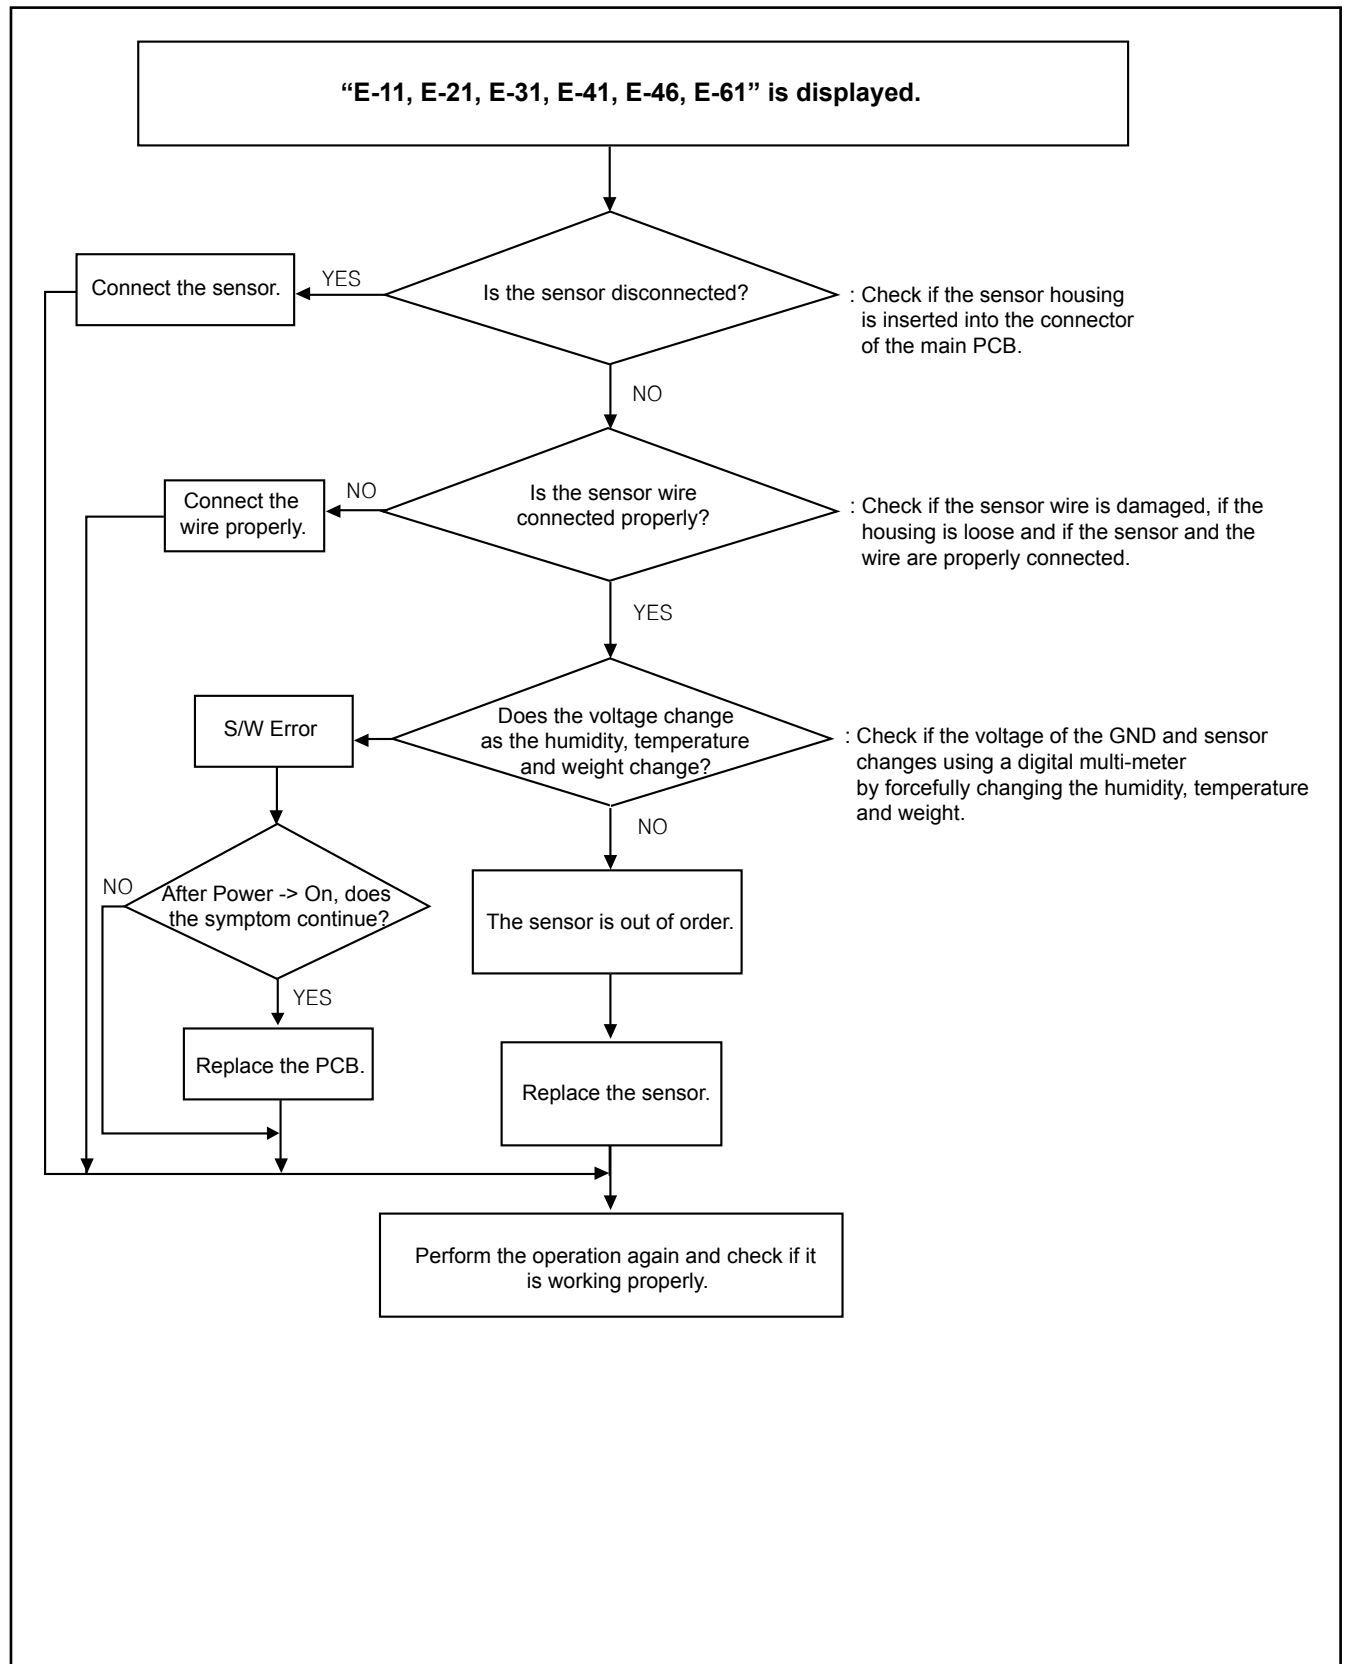 “E-11, E-21, E-31, E-41, E-46, E-61” is displayed.
Connect the sensor.
YES
Is the sensor disconnected?
: Check if the sensor housing
is inserted into the connector
of the main PCB.
NO
Connect the
wire properly.
NO
Is the sensor wire
connected properly?
: Check if the sensor wire is damaged, if the
housing is loose and if the sensor and the
wire are properly connected.
YES
S/W Error
Does the voltage change
as the humidity, temperature
and weight change?
: Check if the voltage of the GND and sensor
changes using a digital multi-meter
by forcefully changing the humidity, temperature
and weight.
NO
NO
After Power -> On, does
the symptom continue?
The sensor is out of order.
YES
Replace the PCB.
Replace the sensor.
Perform the operation again and check if it
is working properly.